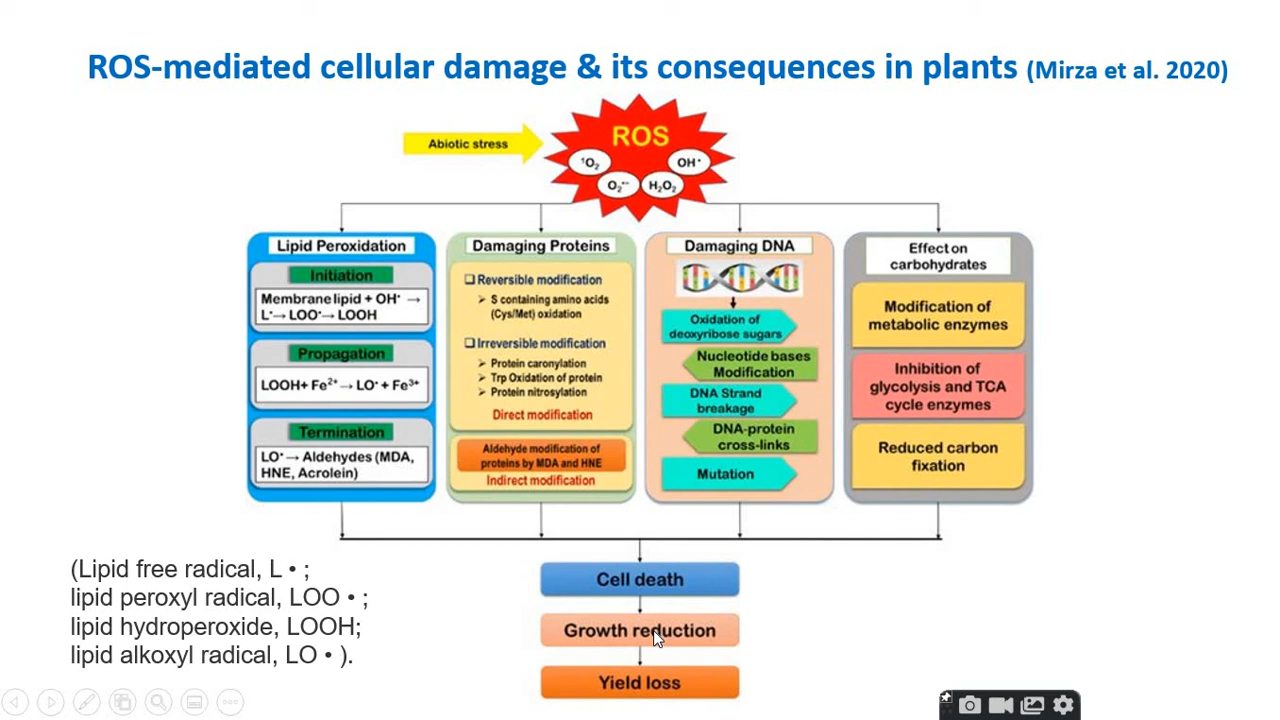 ROS-mediated cellular damage & its consequences in plants (Mirza et al. 2020)
Abiotic stress
ROS
¹O₂
OH•
O₂•⁻
H₂O₂
Lipid Peroxidation
Initiation
Membrane lipid + OH• →
L•→ LOO•→ LOOH
Propagation
LOOH+ Fe²⁺→ LO• + Fe³⁺
Termination
LO•→ Aldehydes (MDA,
HNE, Acrolein)
Damaging Proteins
❑ Reversible modification
➢ S containing amino acids
(Cys/Met) oxidation
❑ Irreversible modification
➢ Protein caronylation
➢ Trp Oxidation of protein
➢ Protein nitrosylation
Direct modification
Aldehyde modification of
proteins by MDA and HNE
Indirect modification
Damaging DNA
Oxidation of
deoxyribose sugars
Nucleotide bases
Modification
DNA Strand
breakage
DNA-protein
cross-links
Mutation
Effect on
carbohydrates
Modification of
metabolic enzymes
Inhibition of
glycolysis and TCA
cycle enzymes
Reduced carbon
fixation
Cell death
Growth reduction
Yield loss
(Lipid free radical, L • ;
lipid peroxyl radical, LOO • ;
lipid hydroperoxide, LOOH;
lipid alkoxyl radical, LO • ).